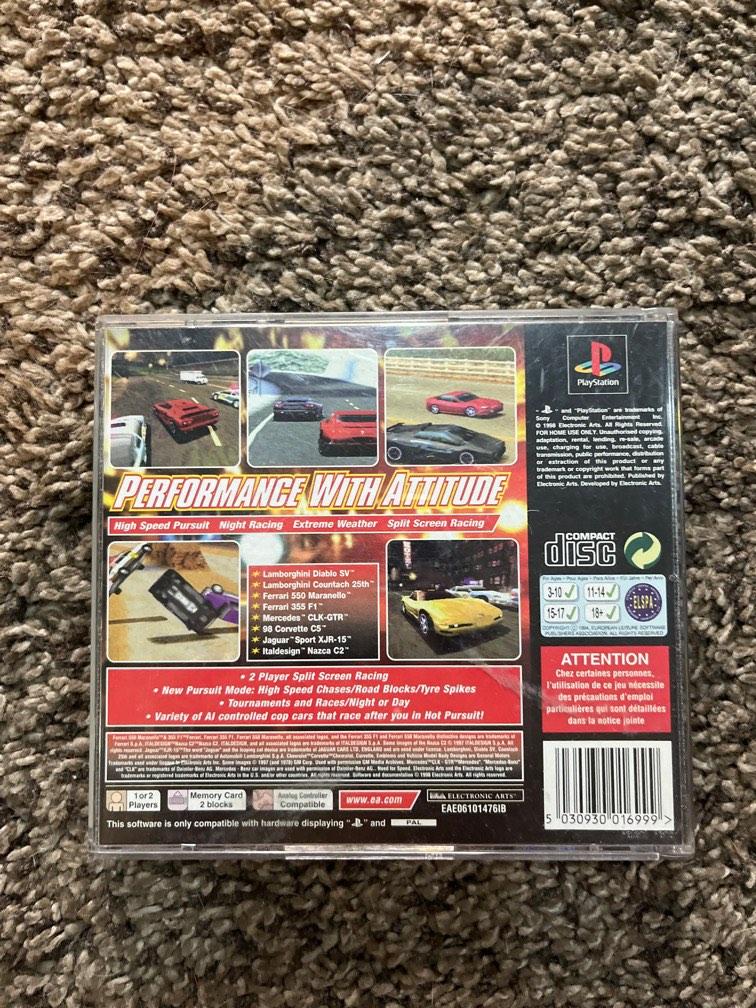 PlayStation
- and "PlayStation" are trademarks of
Sony Computer Entertainment Inc.
© 1998 Electronic Arts. All Rights Reserved.
FOR HOME USE ONLY. Unauthorised copying,
adaptation, rental, lending, re-sale, arcade
use, charging for use, broadcast, cable
transmission, public performance, distribution
or extraction of this product or any
trademark or copyright work that forms part
of this product are prohibited. Published by
Electronic Arts. Developed by Electronic Arts.
PERFORMANCE WITH ATTITUDE
High Speed Pursuit Night Racing Extreme Weather Split Screen Racing
COMPACT
disc
3-10 11-14
15-17 18+
ELSPA
Lamborghini Diablo SV™
Lamborghini Countach 25th™
Ferrari 550 Maranello™
Ferrari 355 F1™
Mercedes™ CLK-GTR™
98 Corvette C5™
Jaguar™ Sport XJR-15™
Italdesign™ Nazca C2™
ATTENTION
Chez certaines personnes,
l'utilisation de ce jeu nécessite
des précautions d'emploi
particulières qui sont détaillées
dans la notice jointe
• 2 Player Split Screen Racing
• New Pursuit Mode: High Speed Chases/Road Blocks/Tyre Spikes
• Tournaments and Races/Night or Day
• Variety of AI controlled cop cars that race after you in Hot Pursuit!
1 or 2
Players
Memory Card
2 blocks
Analog Controller
Compatible
www.ea.com
ELECTRONIC ARTS™
EAE06101476IB
This software is only compatible with hardware displaying " " and PAL
5 030930 016999 >